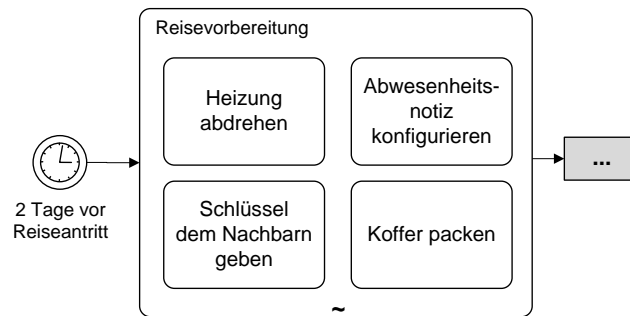 Reisevorbereitung
Heizung
abdrehen
Abwesenheits-
notiz
konfigurieren
2 Tage vor
Reiseantritt
...
Schlüssel
dem Nachbarn
geben
Koffer packen
~